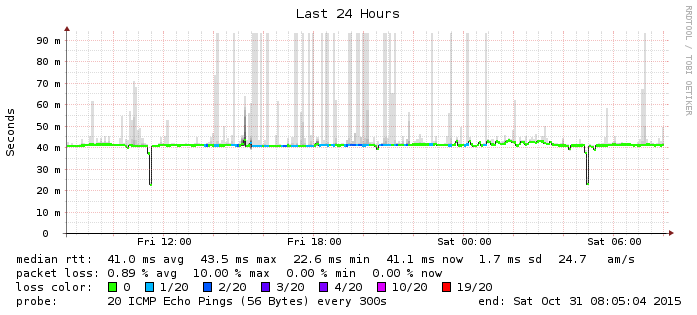 Last 24 Hours
RRDTOOL / TOBI OETIKER
Seconds
90 m
80 m
70 m
60 m
50 m
40 m
30 m
20 m
10 m
0
Fri 12:00 Fri 18:00 Sat 00:00 Sat 06:00
median rtt: 41.0 ms avg 43.5 ms max 22.6 ms min 41.1 ms now 1.7 ms sd 24.7 am/s
packet loss: 0.89 % avg 10.00 % max 0.00 % min 0.00 % now
loss color: 0 1/20 2/20 3/20 4/20 10/20 19/20
probe: 20 ICMP Echo Pings (56 Bytes) every 300s end: Sat Oct 31 08:05:04 2015